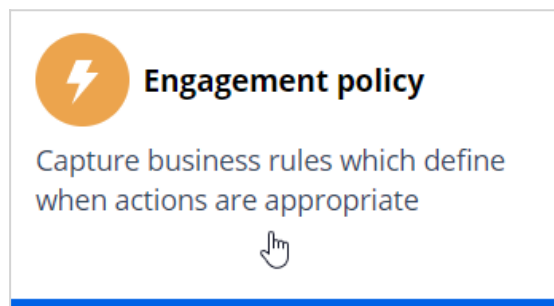 Engagement policy
Capture business rules which define
when actions are appropriate